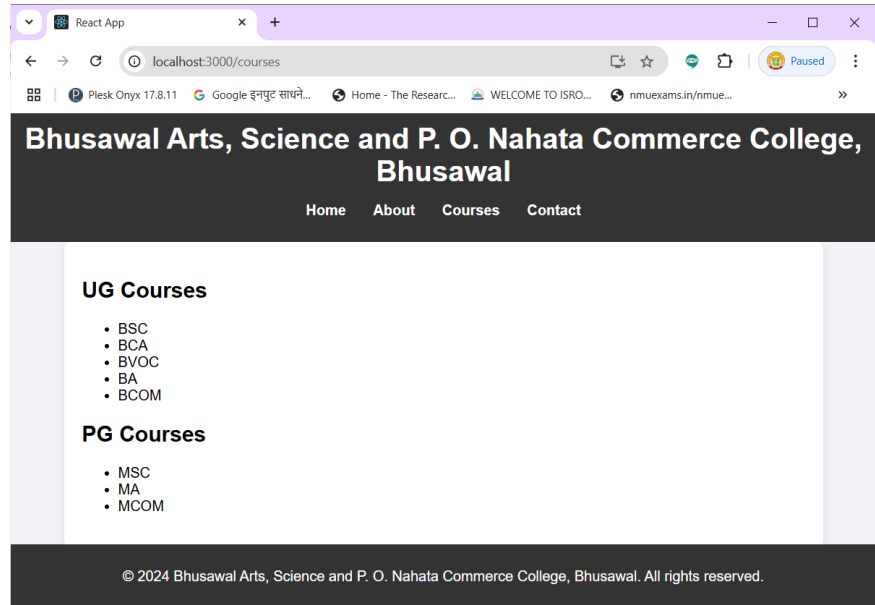 React App
localhost:3000/courses
Paused
Plesk Onyx 17.8.11 Google इनपुट साधने... Home - The Researc... WELCOME TO ISRO... nmuexams.in/nmue...
Bhusawal Arts, Science and P. O. Nahata Commerce College,
Bhusawal
Home About Courses Contact
UG Courses
BSC
BCA
BVOC
BA
BCOM
PG Courses
MSC
MA
MCOM
© 2024 Bhusawal Arts, Science and P. O. Nahata Commerce College, Bhusawal. All rights reserved.